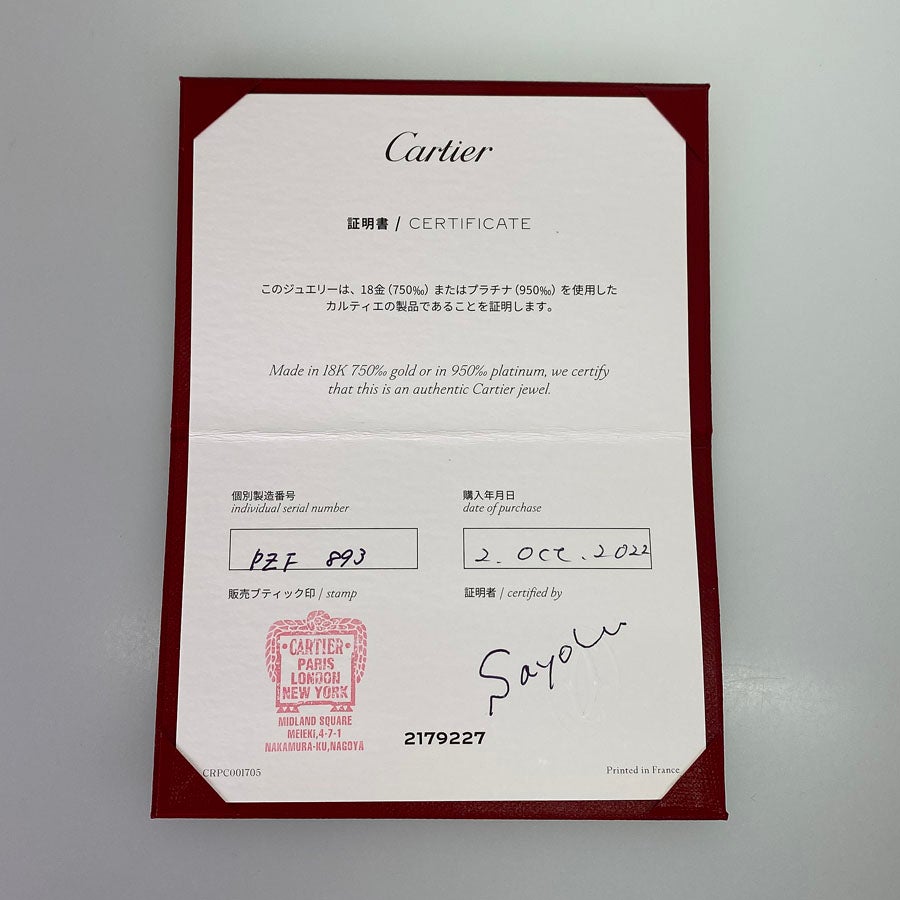 Cartier
証明書 / CERTIFICATE
このジュエリーは、18金(750‰)またはプラチナ(950‰)を使用した
カルティエの製品であることを証明します。
Made in 18K 750‰ gold or in 950‰ platinum, we certify
that this is an authentic Cartier jewel.
個別製造番号
individual serial number
PZF 893
購入年月日
date of purchase
2. Oct. 2022
販売ブティック印 / stamp
証明者 / certified by
·CARTIER·
PARIS
LONDON
NEW YORK
MIDLAND SQUARE
MEIEKI,4-7-1
NAKAMURA-KU,NAGOYA
2179227
CRPC001705
Printed in France